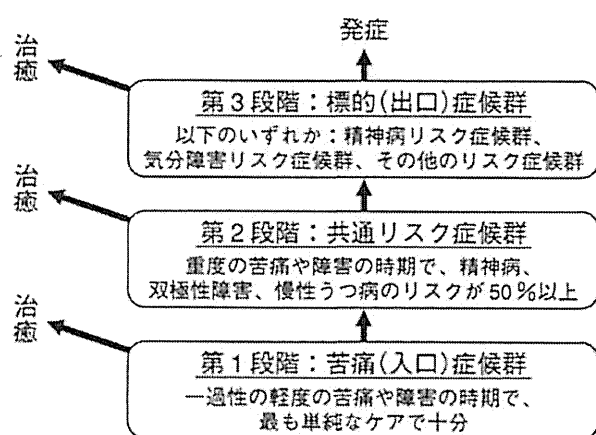 発症
治癒
第3段階：標的(出口)症候群
以下のいずれか：精神病リスク症候群、
気分障害リスク症候群、その他のリスク症候群
治癒
第2段階：共通リスク症候群
重度の苦痛や障害の時期で、精神病、
双極性障害、慢性うつ病のリスクが50％以上
治癒
第1段階：苦痛(入口)症候群
一過性の軽度の苦痛や障害の時期で、
最も単純なケアで十分